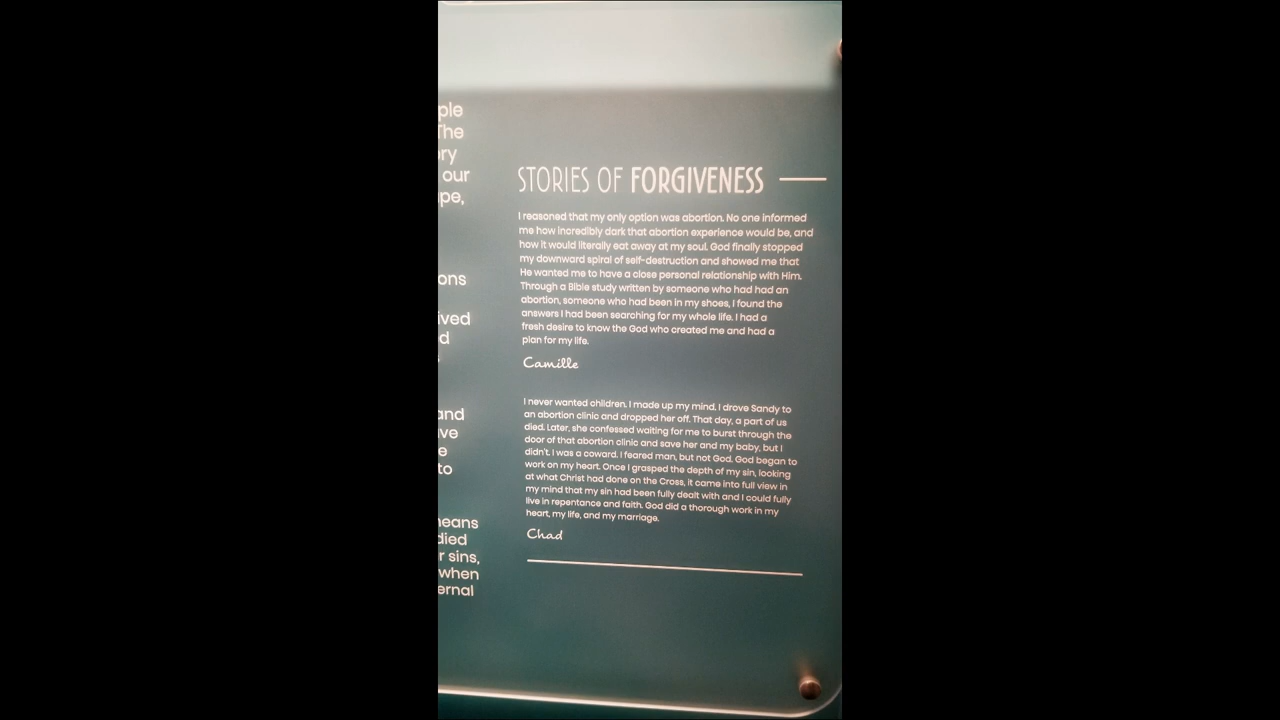 ple
The
ory
our
ope,
ons
ived
d
and
ve
e
to
neans
died
r sins,
when
ernal
STORIES OF FORGIVENESS
I reasoned that my only option was abortion. No one informed
me how incredibly dark that abortion experience would be, and
how it would literally eat away at my soul. God finally stopped
my downward spiral of self-destruction and showed me that
He wanted me to have a close personal relationship with Him.
Through a Bible study written by someone who had had an
abortion, someone who had been in my shoes, I found the
answers I had been searching for my whole life. I had a
fresh desire to know the God who created me and had a
plan for my life.
Camille
I never wanted children. I made up my mind. I drove Sandy to
an abortion clinic and dropped her off. That day, a part of us
died. Later, she confessed waiting for me to burst through the
door of that abortion clinic and save her and my baby, but I
didn't. I was a coward. I feared man, but not God. God began to
work on my heart. Once I grasped the depth of my sin, looking
at what Christ had done on the Cross, it came into full view in
my mind that my sin had been fully dealt with and I could fully
live in repentance and faith. God did a thorough work in my
heart, my life, and my marriage.
Chad